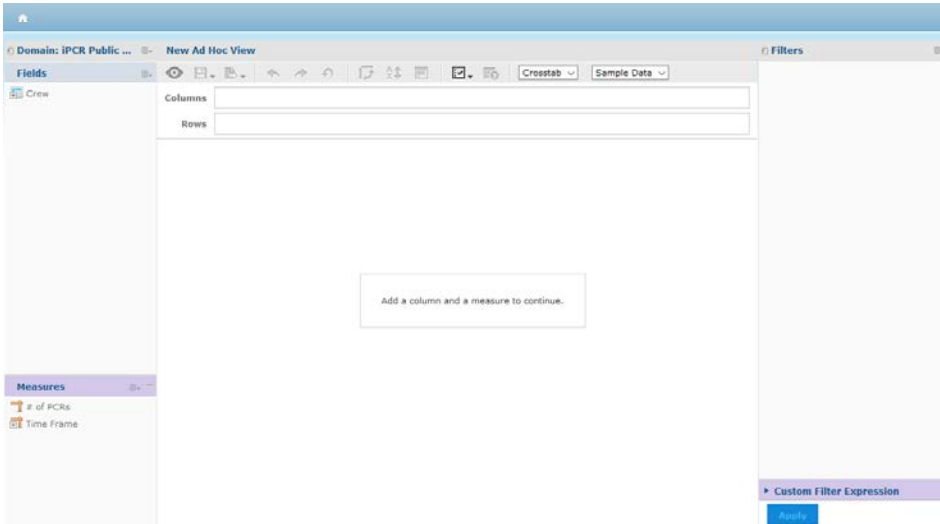 Domain: iPCR Public ...
New Ad Hoc View
Filters
Fields
Crosstab
Sample Data
Crew
Columns
Rows
Add a column and a measure to continue.
Measures
# of PCRs
Time Frame
Custom Filter Expression
Apply